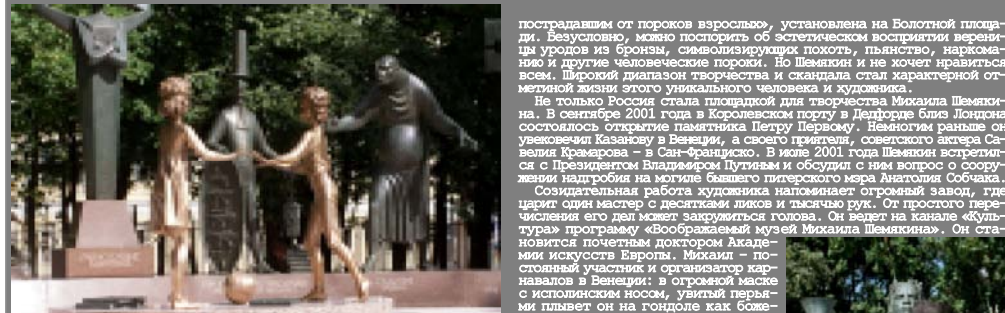 пострадавшим от пороков взрослых», установлена на Болотной площа-
ди. Безусловно, можно поспорить об эстетическом восприятии верени-
цы уродов из бронзы, символизирующих похоть, пьянство, наркома-
нию и другие человеческие пороки. Но Шемякин и не хочет нравиться
всем. Широкий диапазон творчества и скандала стал характерной от-
метиной жизни этого уникального человека и художника.
Не только Россия стала площадкой для творчества Михаила Шемяки-
на. В сентябре 2001 года в Королевском порту в Дедфорде близ Лондона
состоялось открытие памятника Петру Первому. Немногим раньше он
увековечил Казанову в Венеции, а своего приятеля, советского актера Са-
велия Крамарова – в Сан-Франциско. В июле 2001 года Шемякин встретил-
ся с Президентом Владимиром Путиным и обсудил с ним вопрос о соору-
жении надгробия на могиле бывшего питерского мэра Анатолия Собчака.
Созидательная работа художника напоминает огромный завод, где
царит один мастер с десятками ликов и тысячью рук. От простого пере-
числения его дел может закружиться голова. Он ведет на канале «Куль-
тура» программу «Воображаемый музей Михаила Шемякина». Он ста-
новится почетным доктором Акаде-
мии искусств Европы. Михаил – по-
стоянный участник и организатор кар-
навалов в Венеции: в огромной маске
с исполинским носом, увитый перья-
ми плывет он на гондоле как боже-